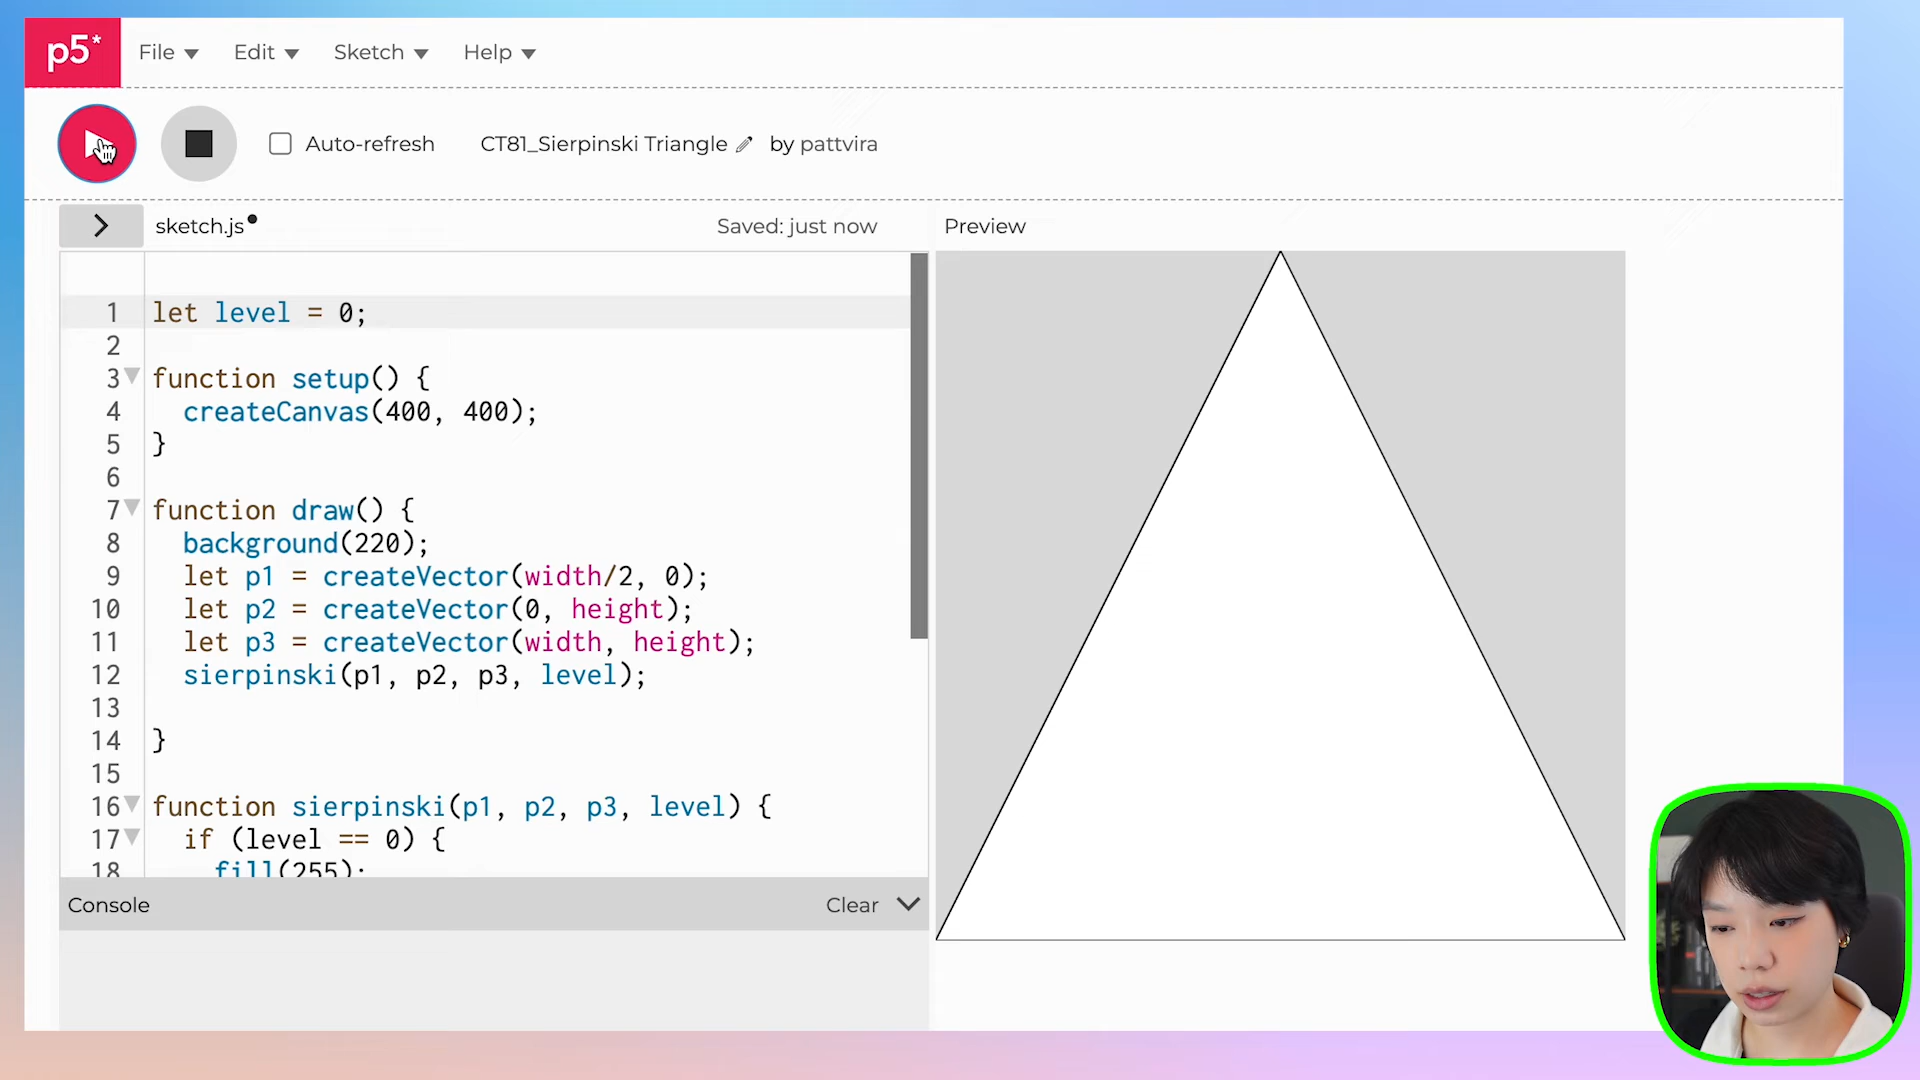 p5*
File Edit Sketch Help
Auto-refresh CT81_Sierpinski Triangle by pattvira
sketch.js Saved: just now Preview
1 let level = 0;
2
3 function setup() {
4 createCanvas(400, 400);
5 }
6
7 function draw() {
8 background(220);
9 let p1 = createVector(width/2, 0);
10 let p2 = createVector(0, height);
11 let p3 = createVector(width, height);
12 sierpinski(p1, p2, p3, level);
13
14 }
15
16 function sierpinski(p1, p2, p3, level) {
17 if (level == 0) {
18 fill(255);
Console Clear